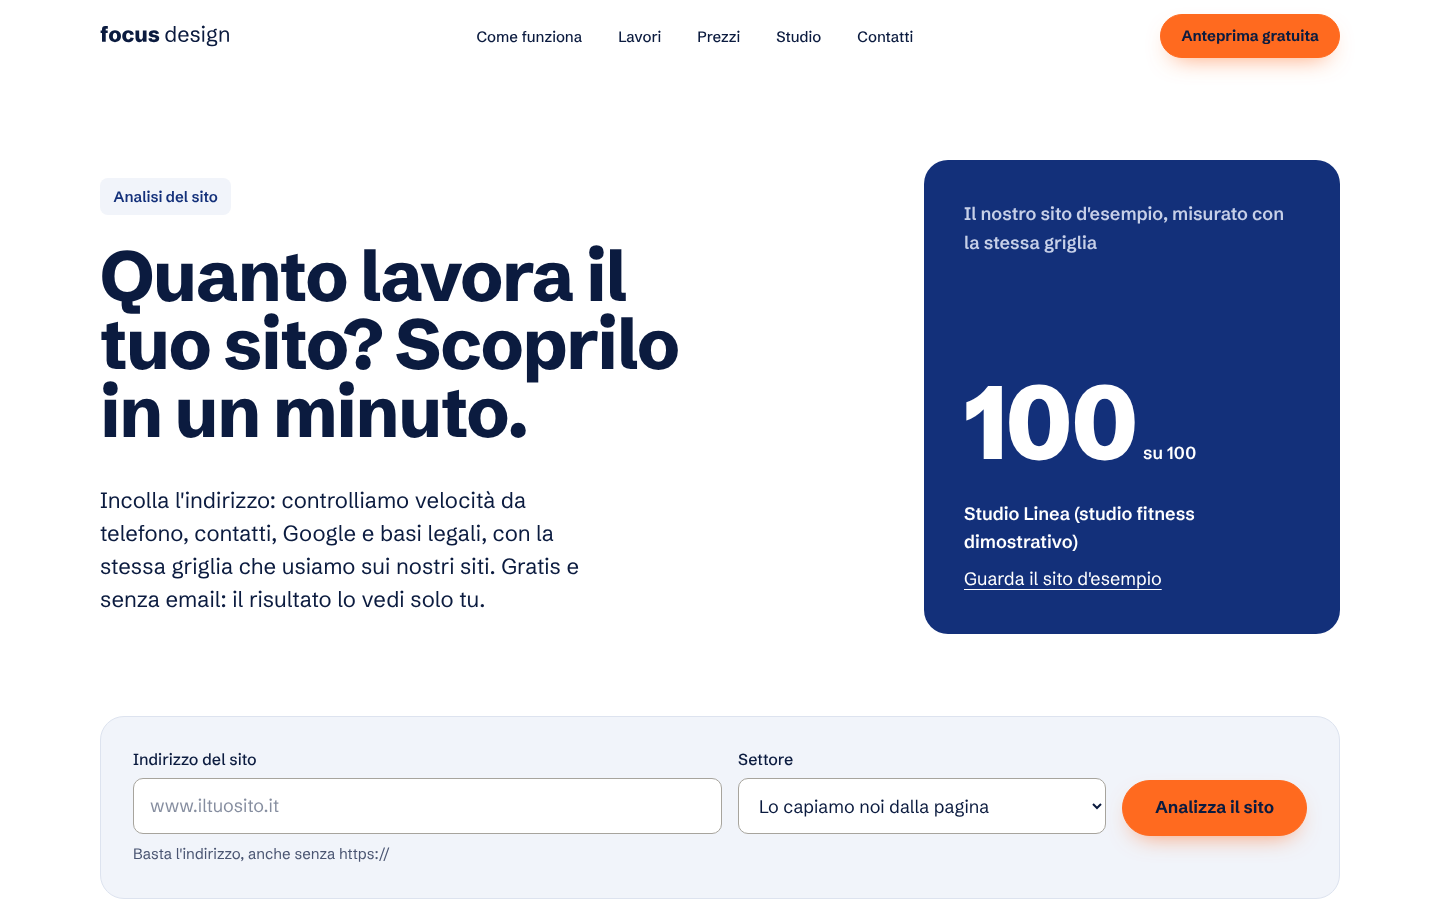 focus design
Come funziona
Lavori
Prezzi
Studio
Contatti
Anteprima gratuita
Analisi del sito
Quanto lavora il
tuo sito? Scoprilo
in un minuto.
Incolla l'indirizzo: controlliamo velocità da
telefono, contatti, Google e basi legali, con la
stessa griglia che usiamo sui nostri siti. Gratis e
senza email: il risultato lo vedi solo tu.
Il nostro sito d'esempio, misurato con
la stessa griglia
100 su 100
Studio Linea (studio fitness
dimostrativo)
Guarda il sito d'esempio
Indirizzo del sito
www.iltuosito.it
Basta l'indirizzo, anche senza https://
Settore
Lo capiamo noi dalla pagina
Analizza il sito